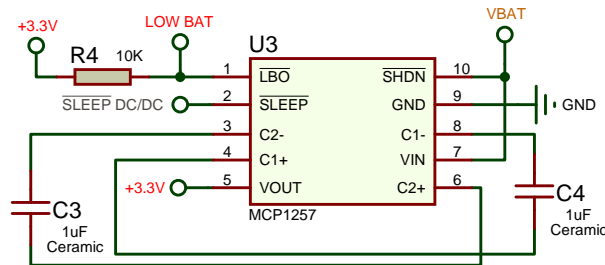 LOW BAT
VBAT
+3.3V
R4
10K
U3
1
LBO
SHDN
10
SLEEP DC/DC
2
SLEEP
GND
9
GND
3
C2-
C1-
8
4
C1+
VIN
7
+3.3V
5
VOUT
C2+
6
MCP1257
C3
1uF
Ceramic
C4
1uF
Ceramic